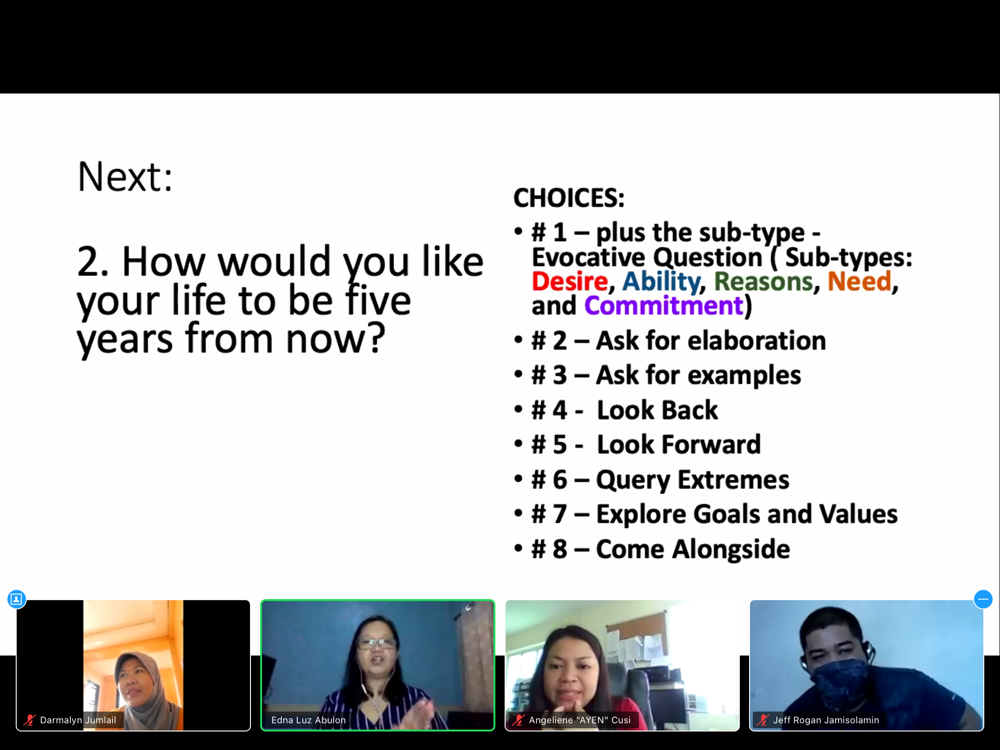 Next:
2. How would you like
your life to be five
years from now?
CHOICES:
• # 1 – plus the sub-type -
Evocative Question ( Sub-types:
Desire, Ability, Reasons, Need,
and Commitment)
• # 2 – Ask for elaboration
• # 3 – Ask for examples
• # 4 -  Look Back
• # 5 -  Look Forward
• # 6 – Query Extremes
• # 7 – Explore Goals and Values
• # 8 – Come Alongside
Darmalyn Jumlail
Edna Luz Abulon
Angeliene "AYEN" Cusi
Jeff Rogan Jamisolamin